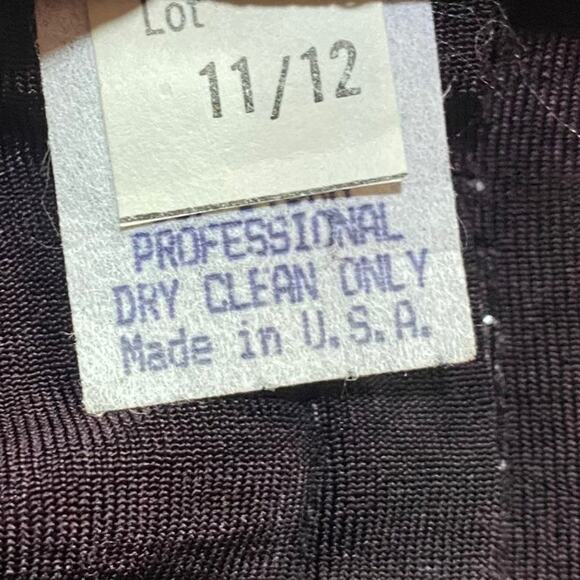 Lot
11/12
PROFESSIONAL
DRY CLEAN ONLY
Made in U.S.A.